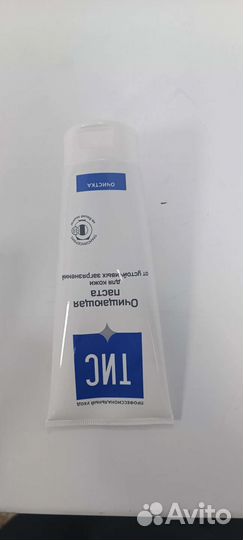 ПРОФЕССИОНАЛЬНЫЙ УХОД
ТИС
Очищающая
паста
для кожи
от устойчивых загрязнений
ОЧИСТКА
Avito